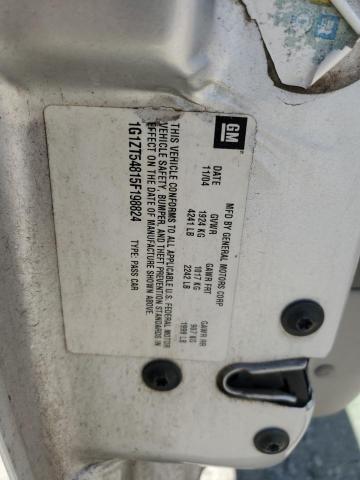 GM
MFD BY GENERAL MOTORS CORP
DATE GVWR GAWR FRT GAWR RR
11/04 1924 KG 1017 KG 907 KG
4241 LB 2242 LB 1999 LB
THIS VEHICLE CONFORMS TO ALL APPLICABLE U.S. FEDERAL MOTOR
VEHICLE SAFETY, BUMPER, AND THEFT PREVENTION STANDARDS IN
EFFECT ON THE DATE OF MANUFACTURE SHOWN ABOVE.
1G1ZT54815F198824 TYPE: PASS CAR